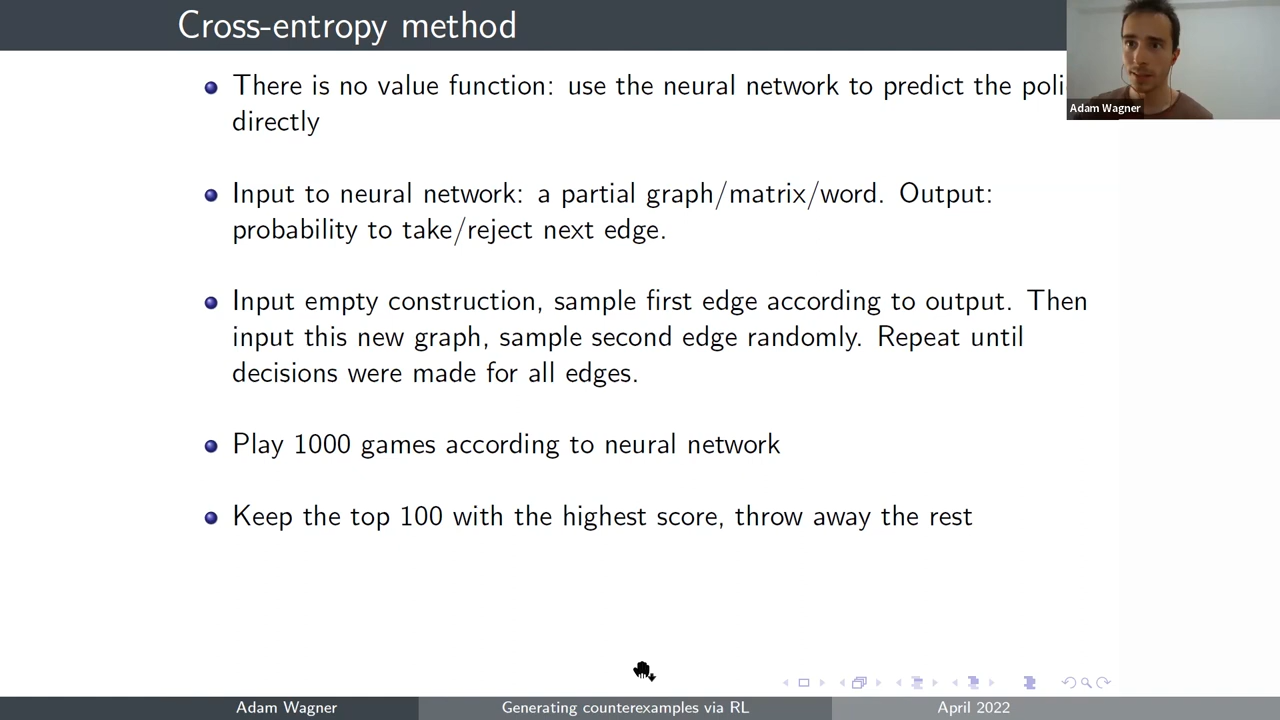 Cross-entropy method
There is no value function: use the neural network to predict the poli
directly
Input to neural network: a partial graph/matrix/word. Output:
probability to take/reject next edge.
Input empty construction, sample first edge according to output. Then
input this new graph, sample second edge randomly. Repeat until
decisions were made for all edges.
Play 1000 games according to neural network
Keep the top 100 with the highest score, throw away the rest
Adam Wagner
Adam Wagner
Generating counterexamples via RL
April 2022